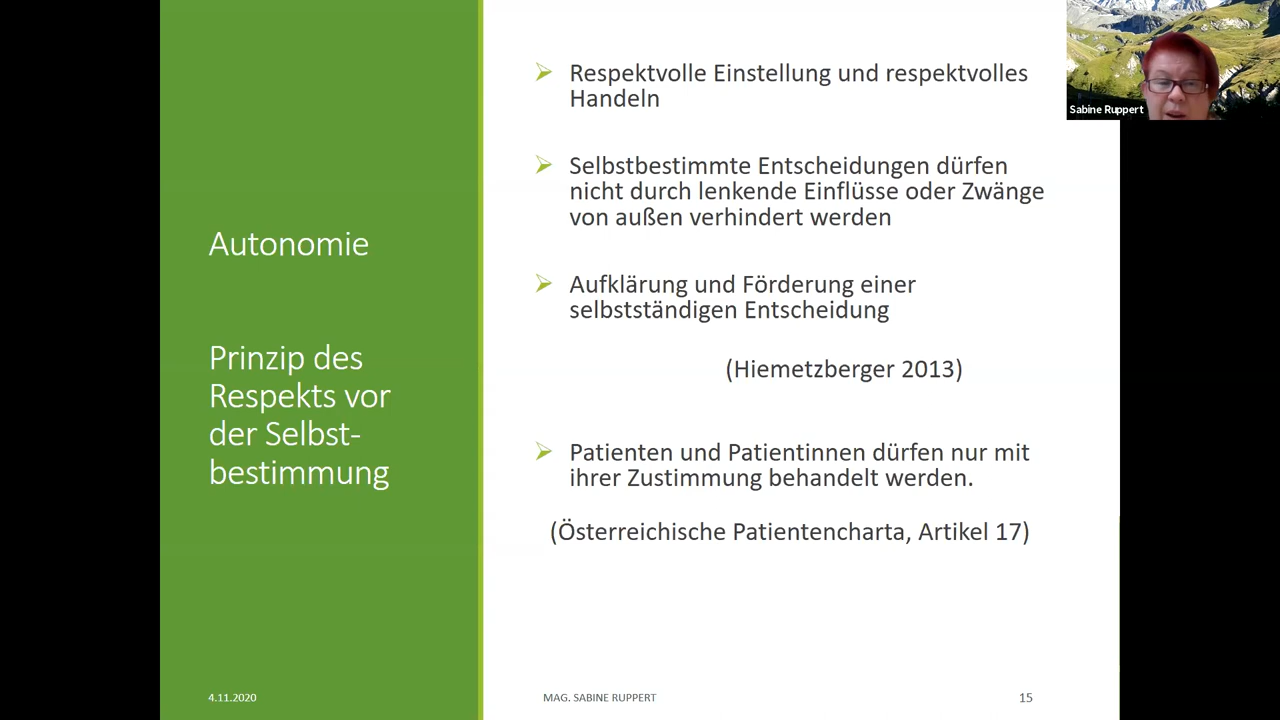 Autonomie
Prinzip des
Respekts vor
der Selbst-
bestimmung
Respektvolle Einstellung und respektvolles
Handeln
Selbstbestimmte Entscheidungen dürfen
nicht durch lenkende Einflüsse oder Zwänge
von außen verhindert werden
Aufklärung und Förderung einer
selbstständigen Entscheidung
(Hiemetzberger 2013)
Patienten und Patientinnen dürfen nur mit
ihrer Zustimmung behandelt werden.
(Österreichische Patientencharta, Artikel 17)
4.11.2020
MAG. SABINE RUPPERT
15
Sabine Ruppert